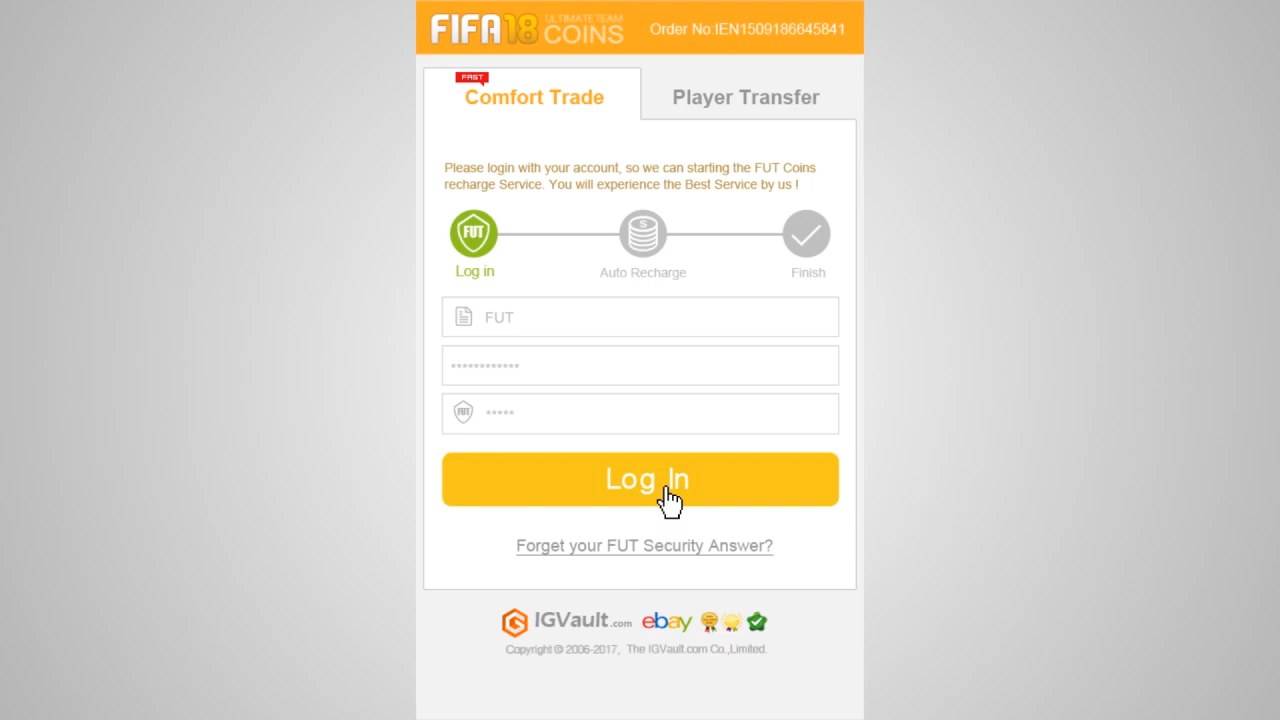 FIFA 18 ULTIMATE TEAM COINS
Order No:IEN1509186645841
FAST
Comfort Trade
Player Transfer
Please login with your account, so we can starting the FUT Coins
recharge Service. You will experience the Best Service by us !
FUT
Log in
$
Auto Recharge
Finish
FUT
************
FUT *****
Log In
Forget your FUT Security Answer?
G IGVault.com ebay
Copyright © 2006-2017, The IGVault.com Co.,Limited.